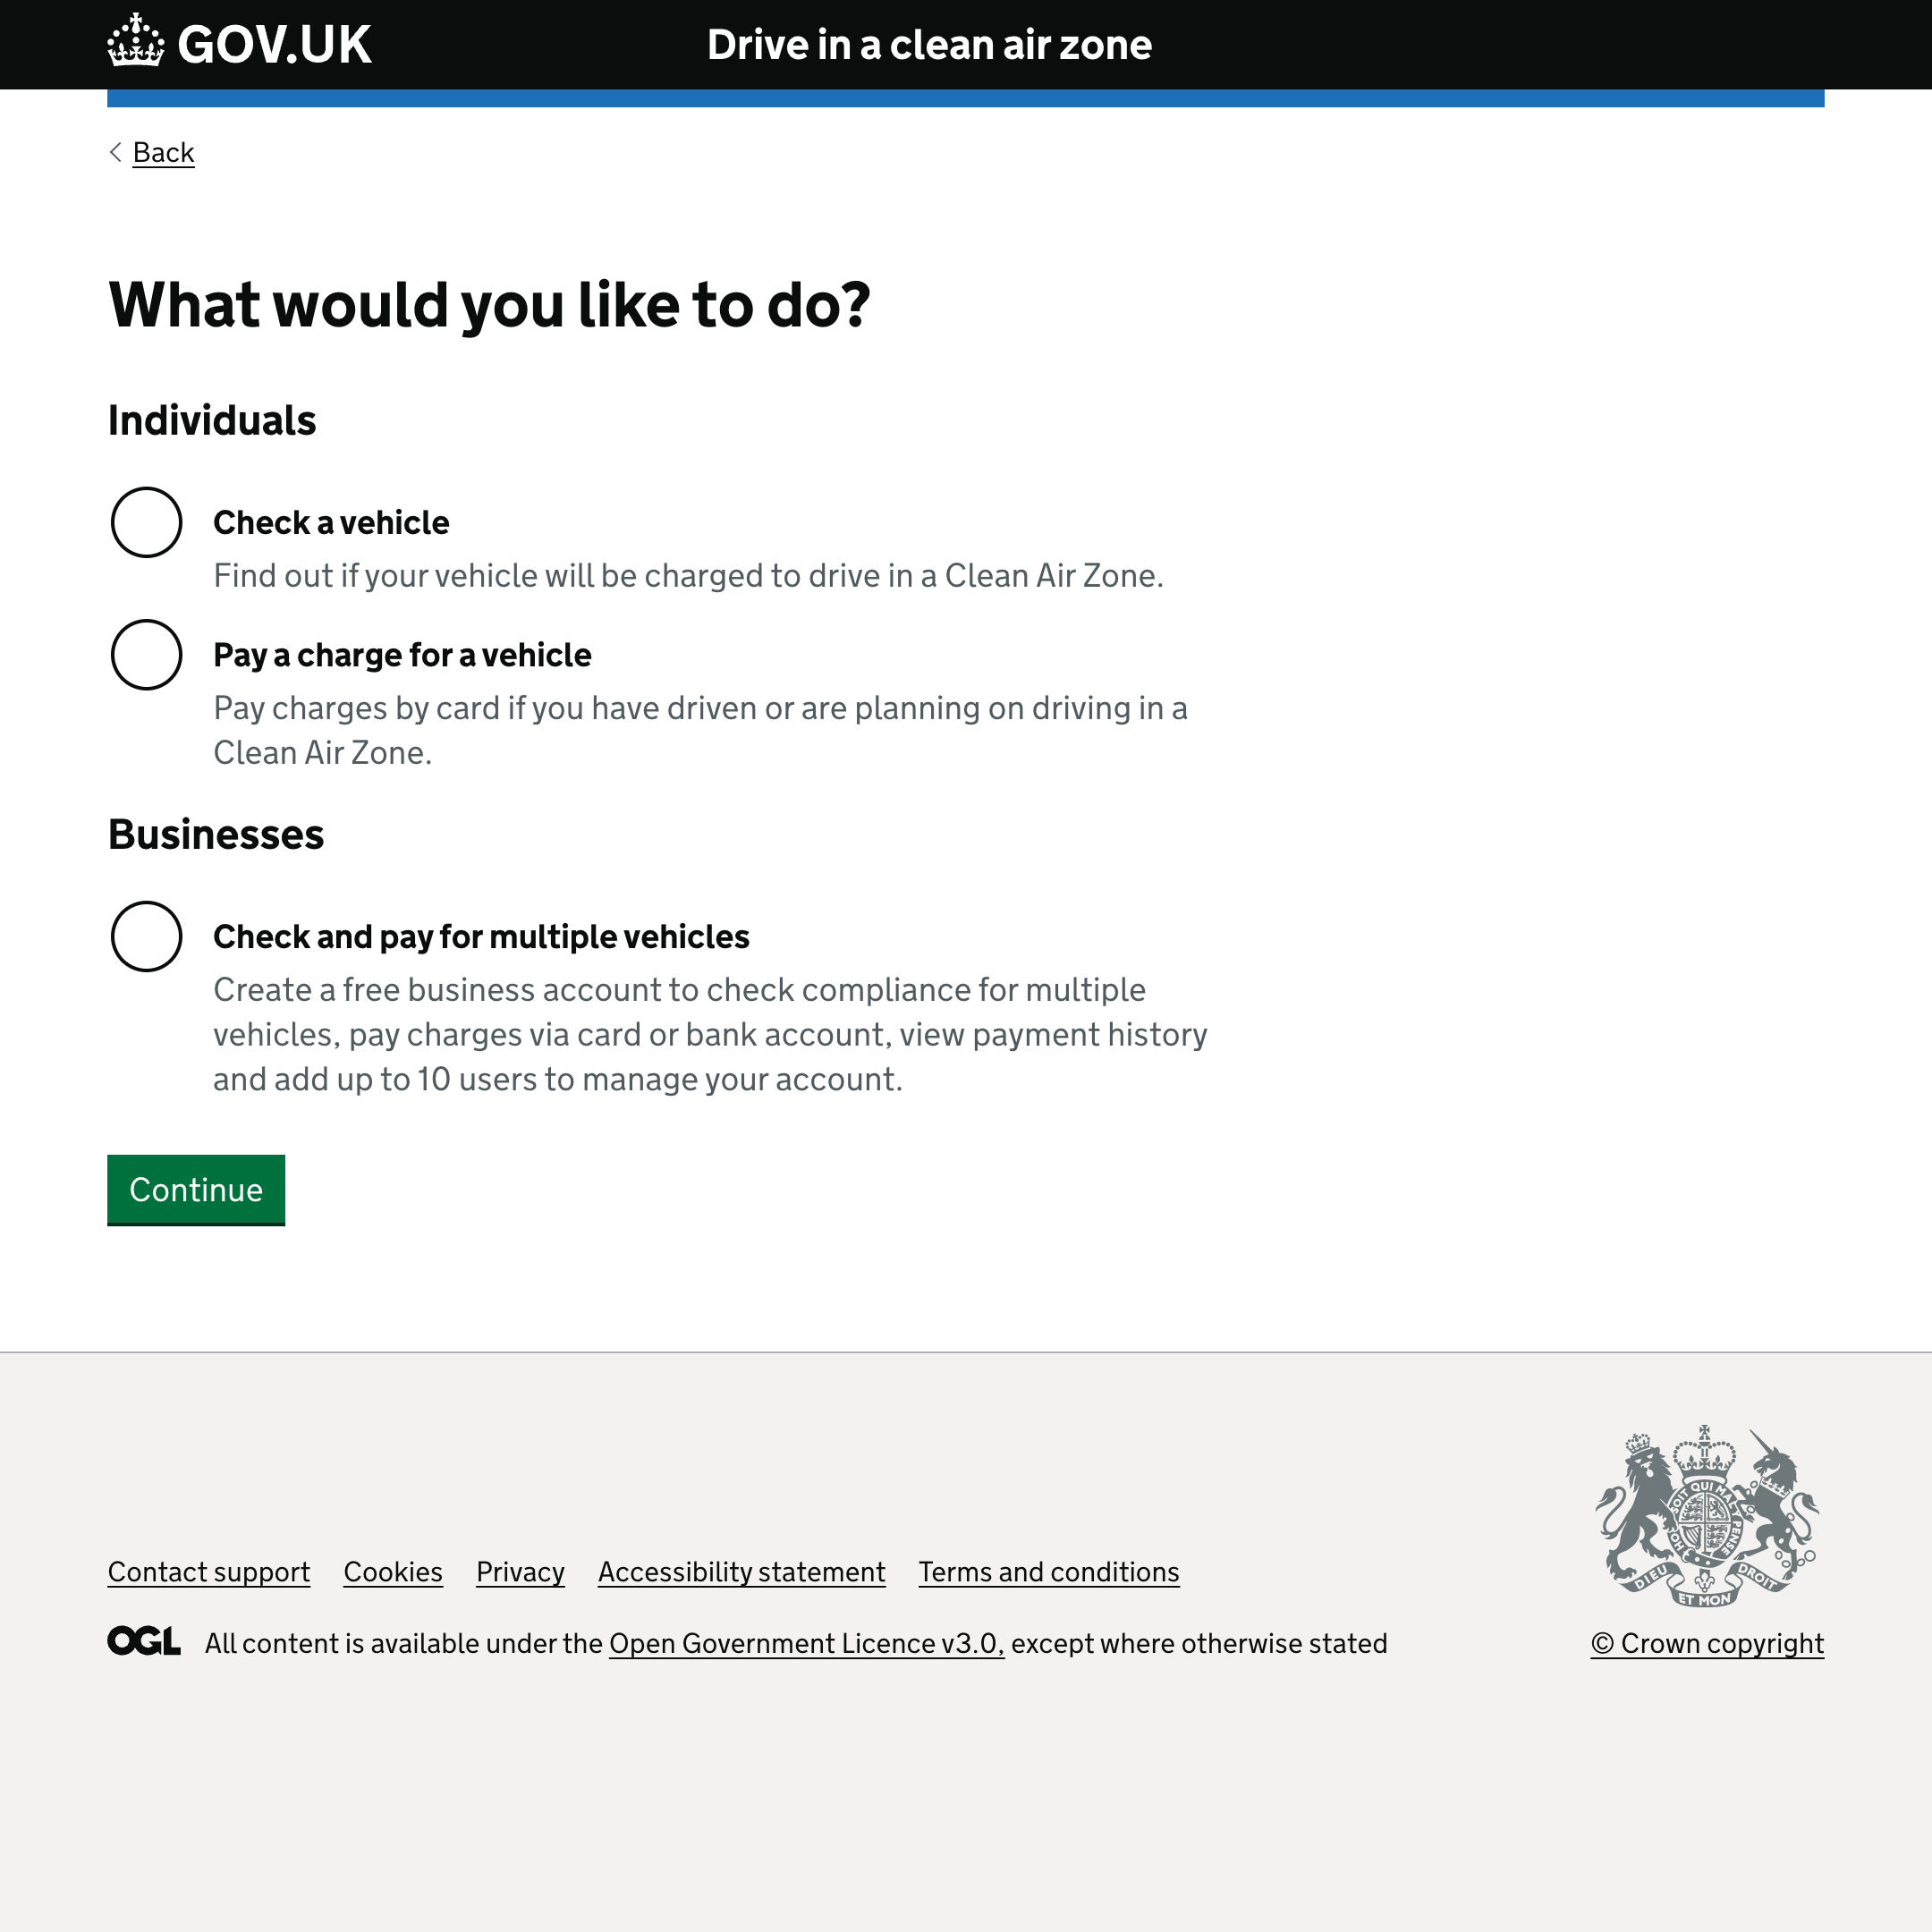 GOV.UK
Drive in a clean air zone
Back
What would you like to do?
Individuals
Check a vehicle
Find out if your vehicle will be charged to drive in a Clean Air Zone.
Pay a charge for a vehicle
Pay charges by card if you have driven or are planning on driving in a
Clean Air Zone.
Businesses
Check and pay for multiple vehicles
Create a free business account to check compliance for multiple
vehicles, pay charges via card or bank account, view payment history
and add up to 10 users to manage your account.
Continue
SOIT QUI MAL
PENSE
HON
DIEU
ET MON
DROIT
Contact support Cookies Privacy Accessibility statement Terms and conditions
OGL All content is available under the Open Government Licence v3.0, except where otherwise stated
© Crown copyright